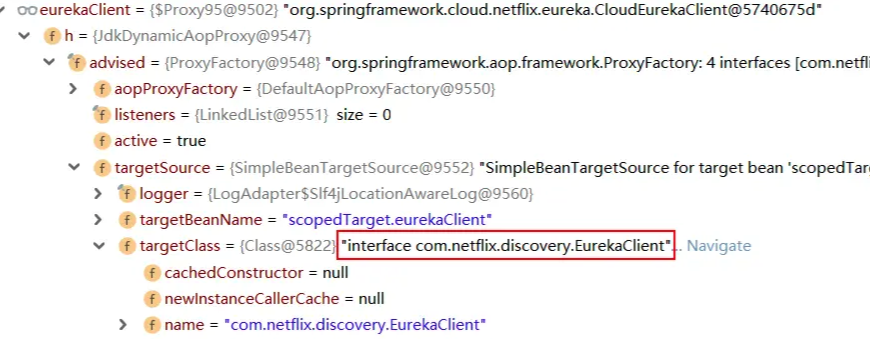 eurekaClient = {$Proxy95@9502} "org.springframework.cloud.netflix.eureka.CloudEurekaClient@5740675d"
f h = {JdkDynamicAopProxy@9547}
f advised = {ProxyFactory@9548} "org.springframework.aop.framework.ProxyFactory: 4 interfaces [com.netfl
f aopProxyFactory = {DefaultAopProxyFactory@9550}
f listeners = {LinkedList@9551} size = 0
f active = true
f targetSource = {SimpleBeanTargetSource@9552} "SimpleBeanTargetSource for target bean 'scopedTar
f logger = {LogAdapter$Slf4jLocationAwareLog@9560}
f targetBeanName = "scopedTarget.eurekaClient"
f targetClass = {Class@5822} "interface com.netflix.discovery.EurekaClient"... Navigate
f cachedConstructor = null
f newInstanceCallerCache = null
f name = "com.netflix.discovery.EurekaClient"